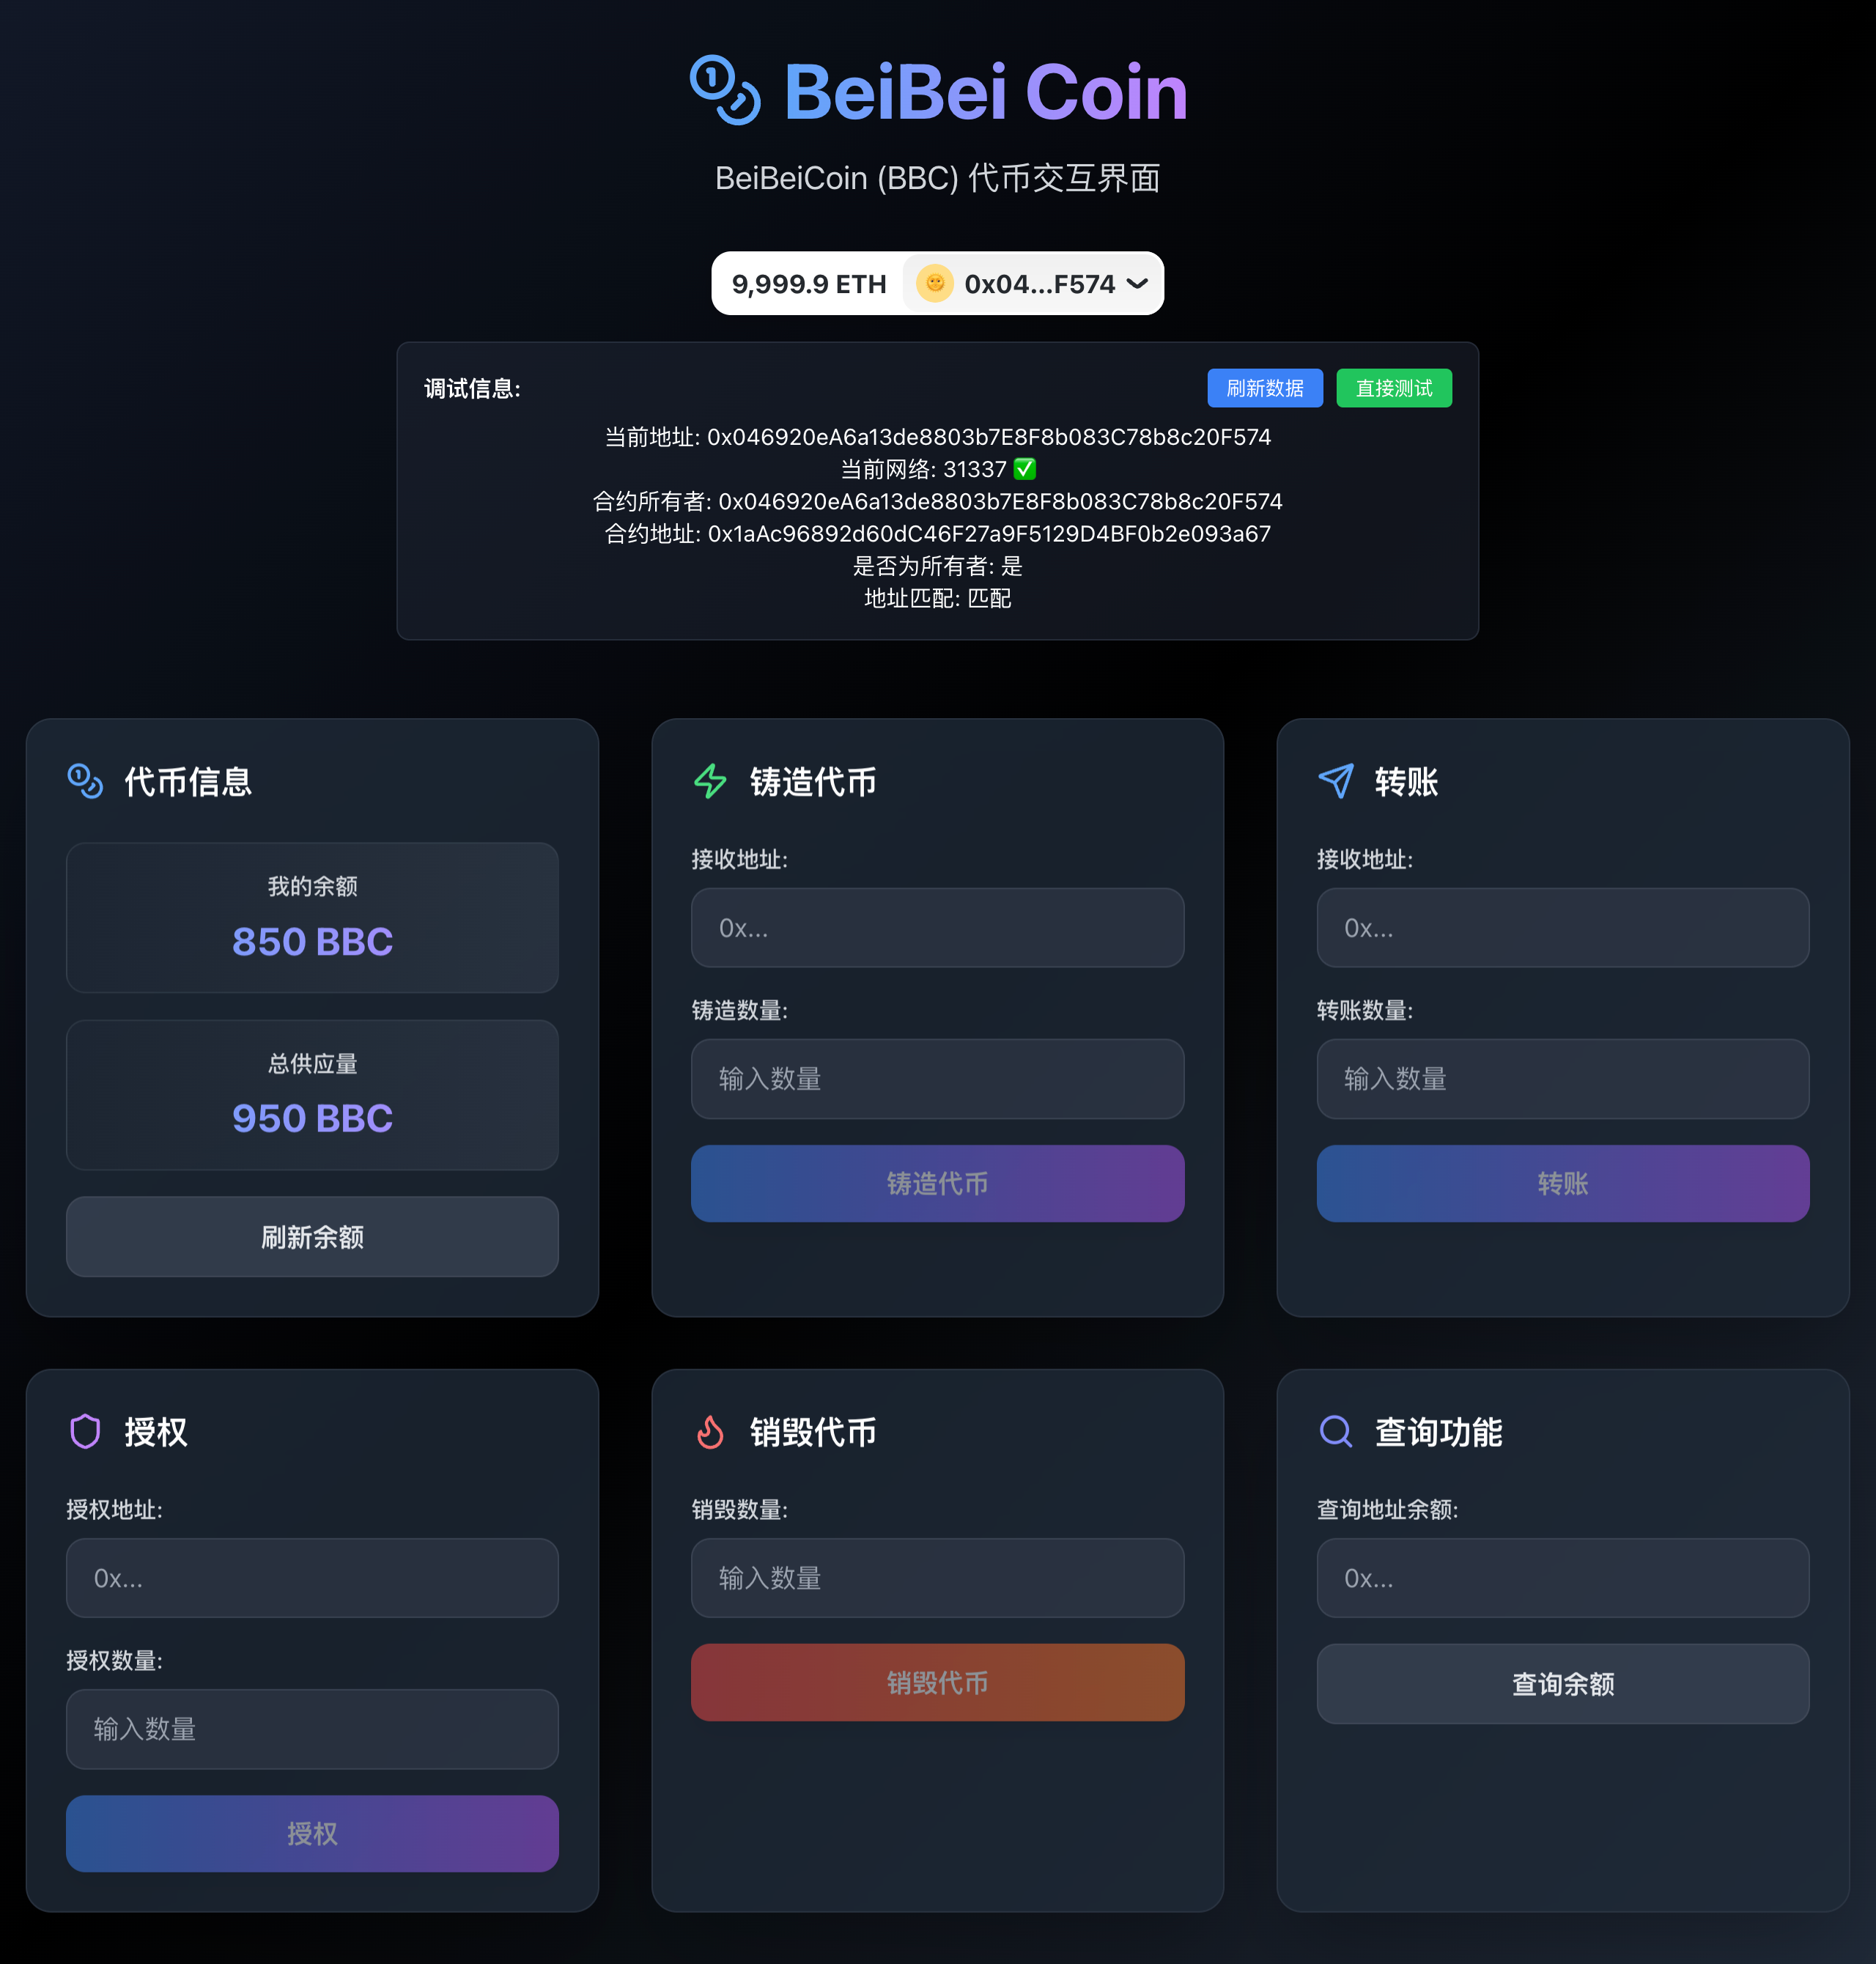 BeiBei Coin
BeiBeiCoin (BBC) 代币交互界面
9,999.9 ETH 0x04...F574
调试信息:
刷新数据 直接测试
当前地址: 0x046920eA6a13de8803b7E8F8b083C78b8c20F574
当前网络: 31337 ✅
合约所有者: 0x046920eA6a13de8803b7E8F8b083C78b8c20F574
合约地址: 0x1aAc96892d60dC46F27a9F5129D4BF0b2e093a67
是否为所有者: 是
地址匹配: 匹配
代币信息
我的余额
850 BBC
总供应量
950 BBC
刷新余额
铸造代币
接收地址:
0x...
铸造数量:
输入数量
铸造代币
转账
接收地址:
0x...
转账数量:
输入数量
转账
授权
授权地址:
0x...
授权数量:
输入数量
授权
销毁代币
销毁数量:
输入数量
销毁代币
查询功能
查询地址余额:
0x...
查询余额